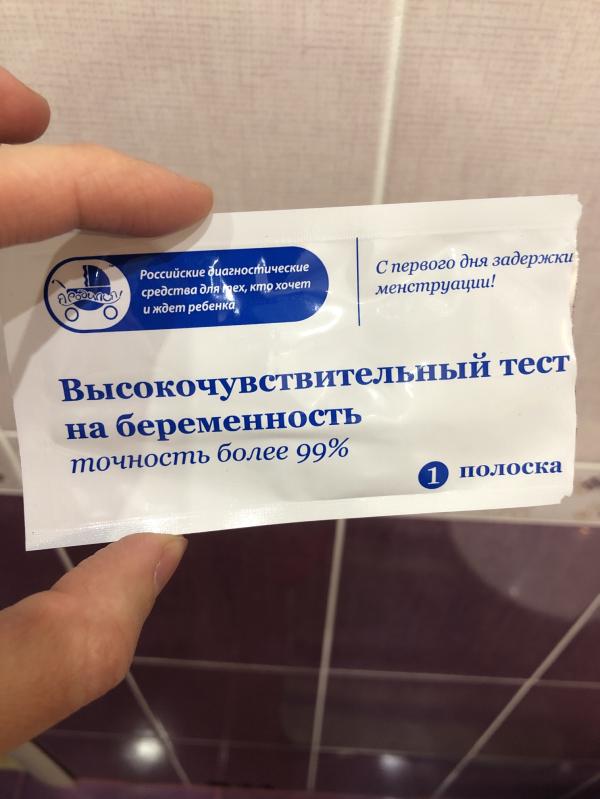 Я РОДИЛСЯ!
Российские диагностические
средства для тех, кто хочет
и ждет ребенка
С первого дня задержки
менструации!
Высокочувствительный тест
на беременность
точность более 99%
1 полоска